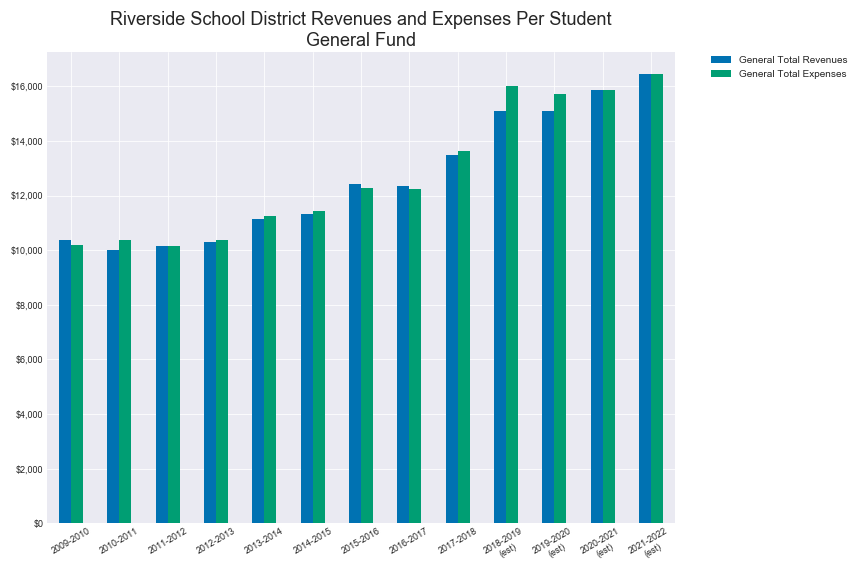 Riverside School District Revenues and Expenses Per Student
General Fund
General Total Revenues
General Total Expenses
$16,000
$14,000
$12,000
$10,000
$8,000
$6,000
$4,000
$2,000
$0
2009-2010
2010-2011
2011-2012
2012-2013
2013-2014
2014-2015
2015-2016
2016-2017
2017-2018
2018-2019
(est)
2019-2020
(est)
2020-2021
(est)
2021-2022
(est)